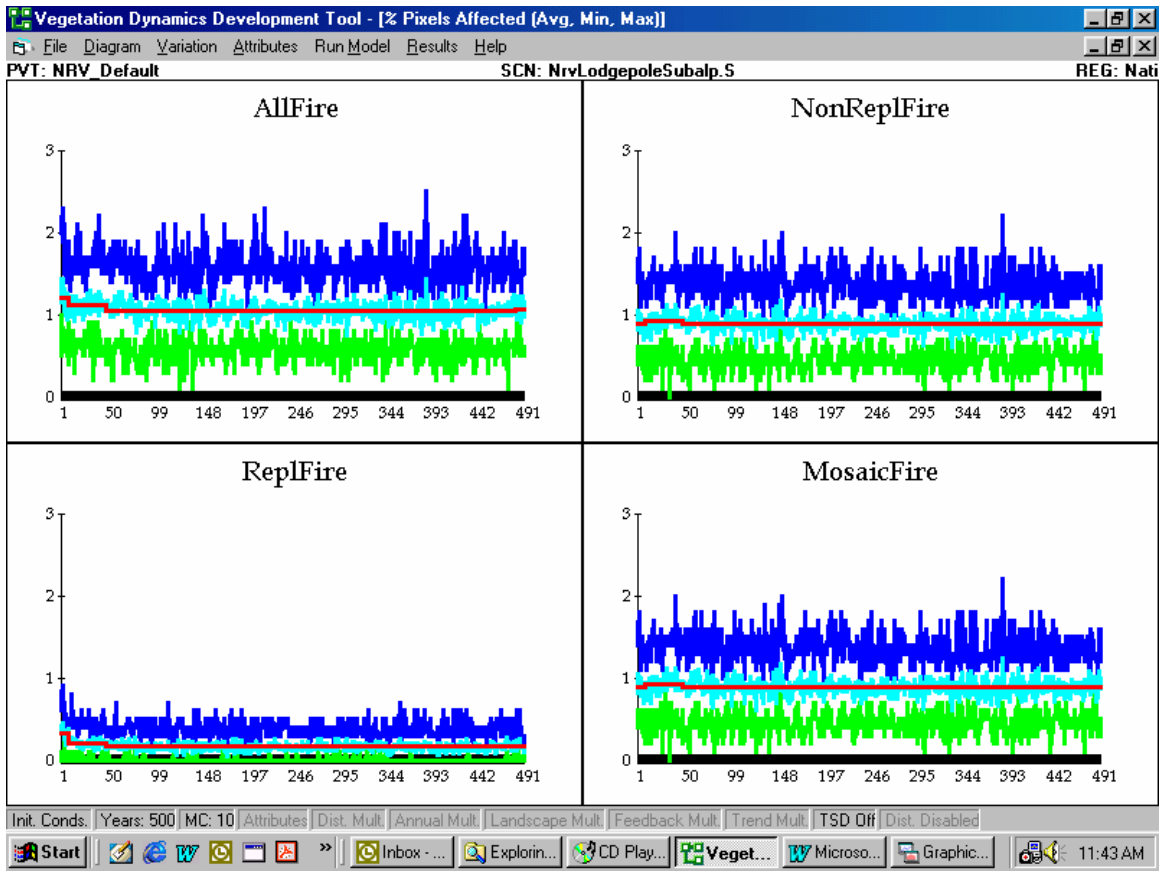 Vegetation Dynamics Development Tool - [% Pixels Affected (Avg, Min, Max)]
File Diagram Variation Attributes Run Model Results Help
PVT: NRV_Default SCN: NrvLodgepoleSubalp.S REG: Nati
AllFire
3
2
1
0
1 50 99 148 197 246 295 344 393 442 491
NonReplFire
3
2
1
0
1 50 99 148 197 246 295 344 393 442 491
ReplFire
3
2
1
0
1 50 99 148 197 246 295 344 393 442 491
MosaicFire
3
2
1
0
1 50 99 148 197 246 295 344 393 442 491
Init. Conds. Years: 500 MC: 10 Attributes Dist. Mult. Annual Mult. Landscape Mult. Feedback Mult. Trend Mult. TSD Off Dist. Disabled
Start » Inbox - ... Explorin... CD Play... Veget... Microso... Graphic... 11:43 AM